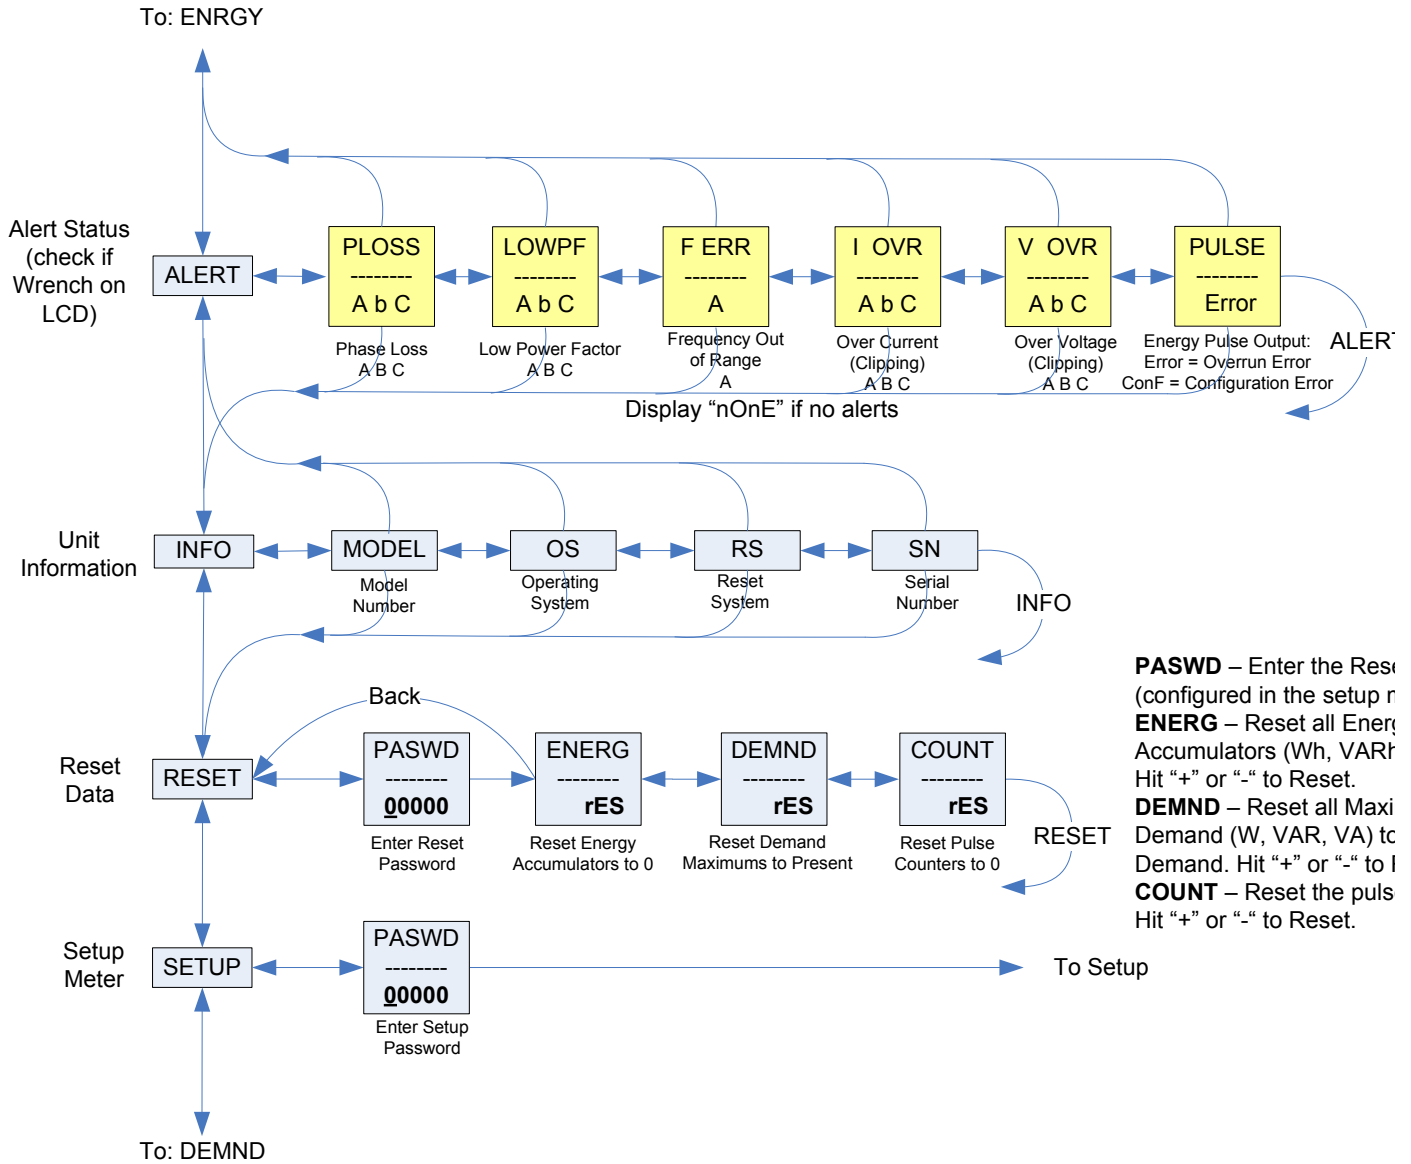 To: ENRGY
Alert Status
(check if
Wrench on
LCD)
ALERT
PLOSS
--------
A b C
Phase Loss
A B C
LOWPF
--------
A b C
Low Power Factor
A B C
F ERR
--------
A
Frequency Out
of Range
A
I OVR
--------
A b C
Over Current
(Clipping)
A B C
V OVR
--------
A b C
Over Voltage
(Clipping)
A B C
PULSE
--------
Error
Energy Pulse Output:
Error = Overrun Error
ConF = Configuration Error
ALERT
Display “nOnE” if no alerts
Unit
Information
INFO
MODEL
Model
Number
OS
Operating
System
RS
Reset
System
SN
Serial
Number
INFO
Back
Reset
Data
RESET
PASWD
--------
00000
Enter Reset
Password
ENERG
--------
rES
Reset Energy
Accumulators to 0
DEMND
--------
rES
Reset Demand
Maximums to Present
COUNT
--------
rES
Reset Pulse
Counters to 0
RESET
PASWD – Enter the Rese
(configured in the setup
ENERG – Reset all Energ
Accumulators (Wh, VARh
Hit “+” or “-“ to Reset.
DEMND – Reset all Maxi
Demand (W, VAR, VA) to
Demand. Hit “+” or “-“ to
COUNT – Reset the puls
Hit “+” or “-“ to Reset.
Setup
Meter
SETUP
PASWD
--------
00000
Enter Setup
Password
To Setup
To: DEMND